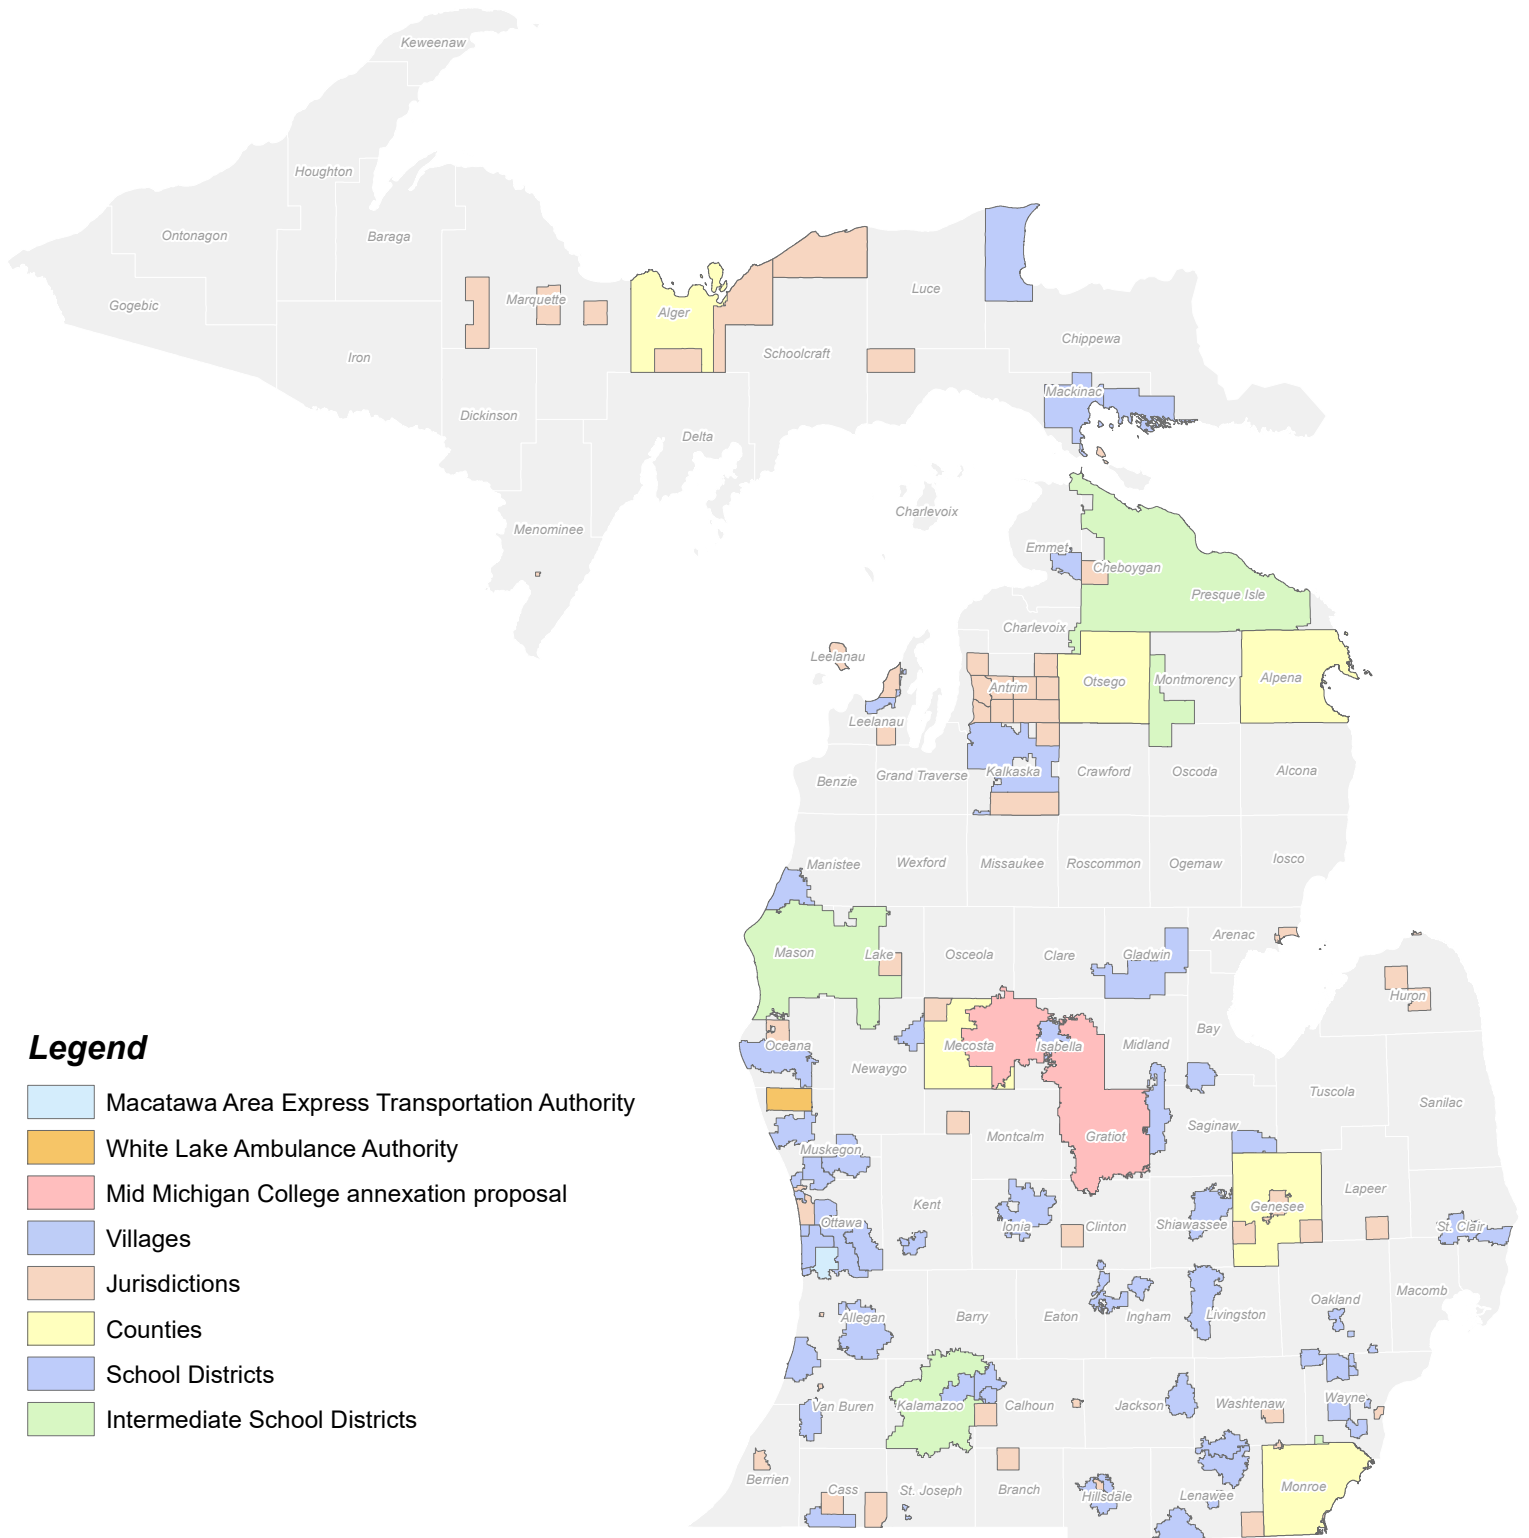 Keweenaw
Houghton
Ontonagon
Baraga
Gogebic
Marquette
Luce
Alger
Iron
Schoolcraft
Chippewa
Dickinson
Mackinac
Delta
Charlevoix
Menominee
Emmet
Cheboygan
Presque Isle
Charlevoix
Leelanau
Antrim
Otsego
Montmorency
Alpena
Leelanau
Benzie
Grand Traverse
Kalkaska
Crawford
Oscoda
Alcona
Manistee
Wexford
Missaukee
Roscommon
Ogemaw
Iosco
Mason
Lake
Osceola
Clare
Gladwin
Arenac
Huron
Oceana
Newaygo
Mecosta
Isabella
Midland
Bay
Tuscola
Sanilac
Muskegon
Montcalm
Gratiot
Saginaw
Kent
Ottawa
Ionia
Clinton
Shiawassee
Genesee
Lapeer
St. Clair
Macomb
Allegan
Barry
Eaton
Ingham
Livingston
Oakland
Van Buren
Kalamazoo
Calhoun
Jackson
Washtenaw
Wayne
Berrien
Cass
St. Joseph
Branch
Hillsdale
Lenawee
Monroe
Legend
Macatawa Area Express Transportation Authority
White Lake Ambulance Authority
Mid Michigan College annexation proposal
Villages
Jurisdictions
Counties
School Districts
Intermediate School Districts